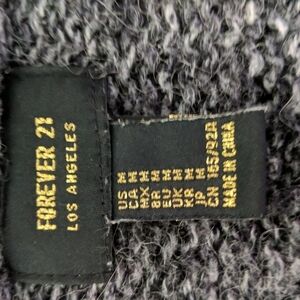 FOREVER 21
LOS ANGELES
US M
CA M
MX M
BR M
EU M
UK M
KR M
JP M
CN 165/92A
MADE IN CHINA